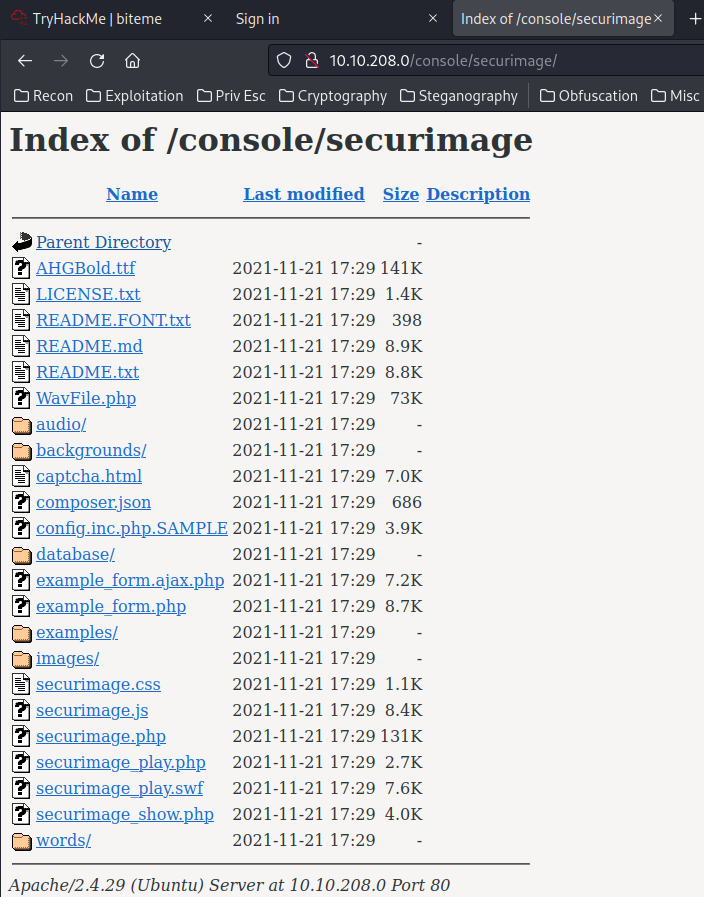 TryHackMe | biteme × Sign in × Index of /console/securimage × +
10.10.208.0/console/securimage/
Recon Exploitation Priv Esc Cryptography Steganography Obfuscation Misc
Index of /console/securimage
Name Last modified Size Description
Parent Directory -
AHGBold.ttf 2021-11-21 17:29 141K
LICENSE.txt 2021-11-21 17:29 1.4K
README.FONT.txt 2021-11-21 17:29 398
README.md 2021-11-21 17:29 8.9K
README.txt 2021-11-21 17:29 8.8K
WavFile.php 2021-11-21 17:29 73K
audio/ 2021-11-21 17:29 -
backgrounds/ 2021-11-21 17:29 -
captcha.html 2021-11-21 17:29 7.0K
composer.json 2021-11-21 17:29 686
config.inc.php.SAMPLE 2021-11-21 17:29 3.9K
database/ 2021-11-21 17:29 -
example_form.ajax.php 2021-11-21 17:29 7.2K
example_form.php 2021-11-21 17:29 8.7K
examples/ 2021-11-21 17:29 -
images/ 2021-11-21 17:29 -
securimage.css 2021-11-21 17:29 1.1K
securimage.js 2021-11-21 17:29 8.4K
securimage.php 2021-11-21 17:29 131K
securimage_play.php 2021-11-21 17:29 2.7K
securimage_play.swf 2021-11-21 17:29 7.6K
securimage_show.php 2021-11-21 17:29 4.0K
words/ 2021-11-21 17:29 -
Apache/2.4.29 (Ubuntu) Server at 10.10.208.0 Port 80